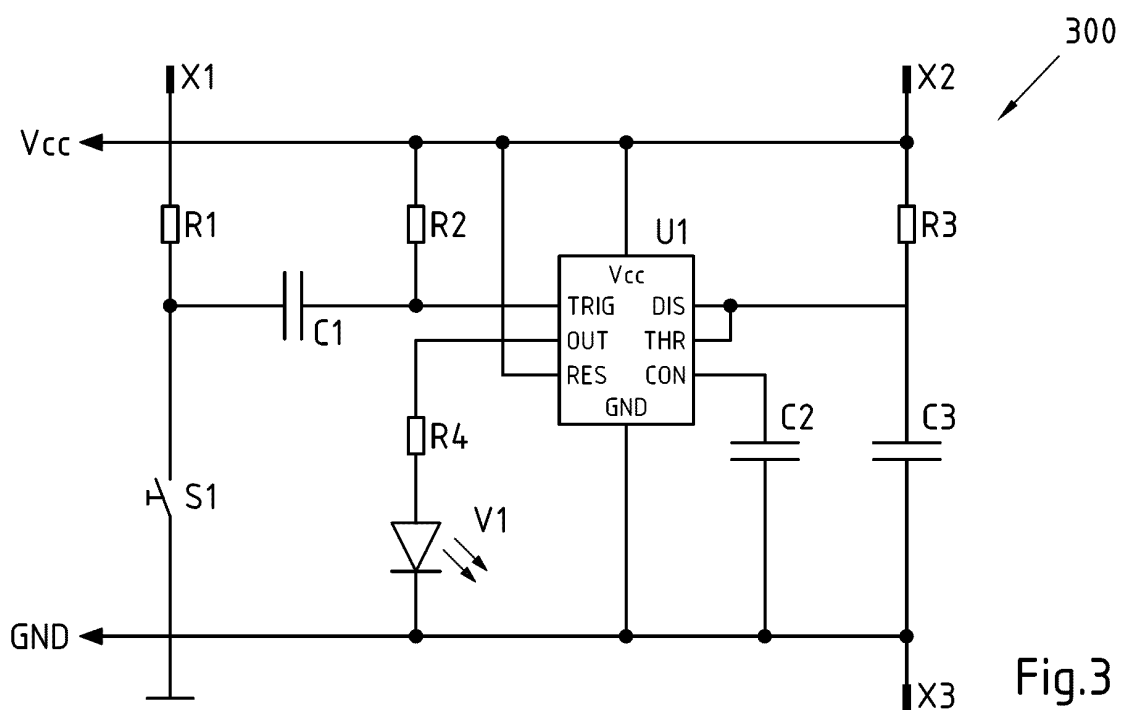 300
X1
X2
Vcc
R1
R2
R3
U1
Vcc
TRIG DIS
OUT THR
RES CON
GND
C1
R4
C2
C3
S1
V1
GND
X3
Fig.3